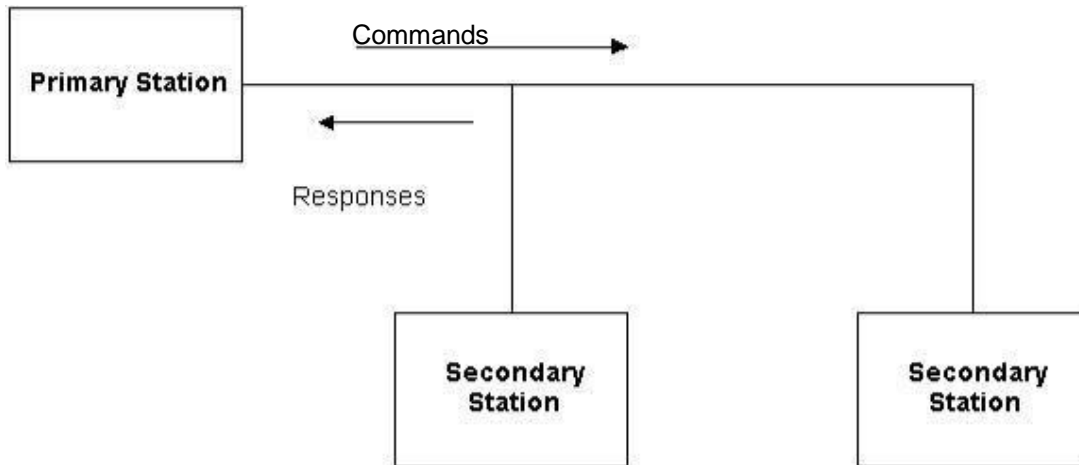 Commands
Primary Station
Responses
Secondary
Station
Secondary
Station